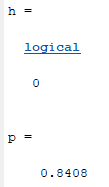 h =
logical
0
p =
0.8408